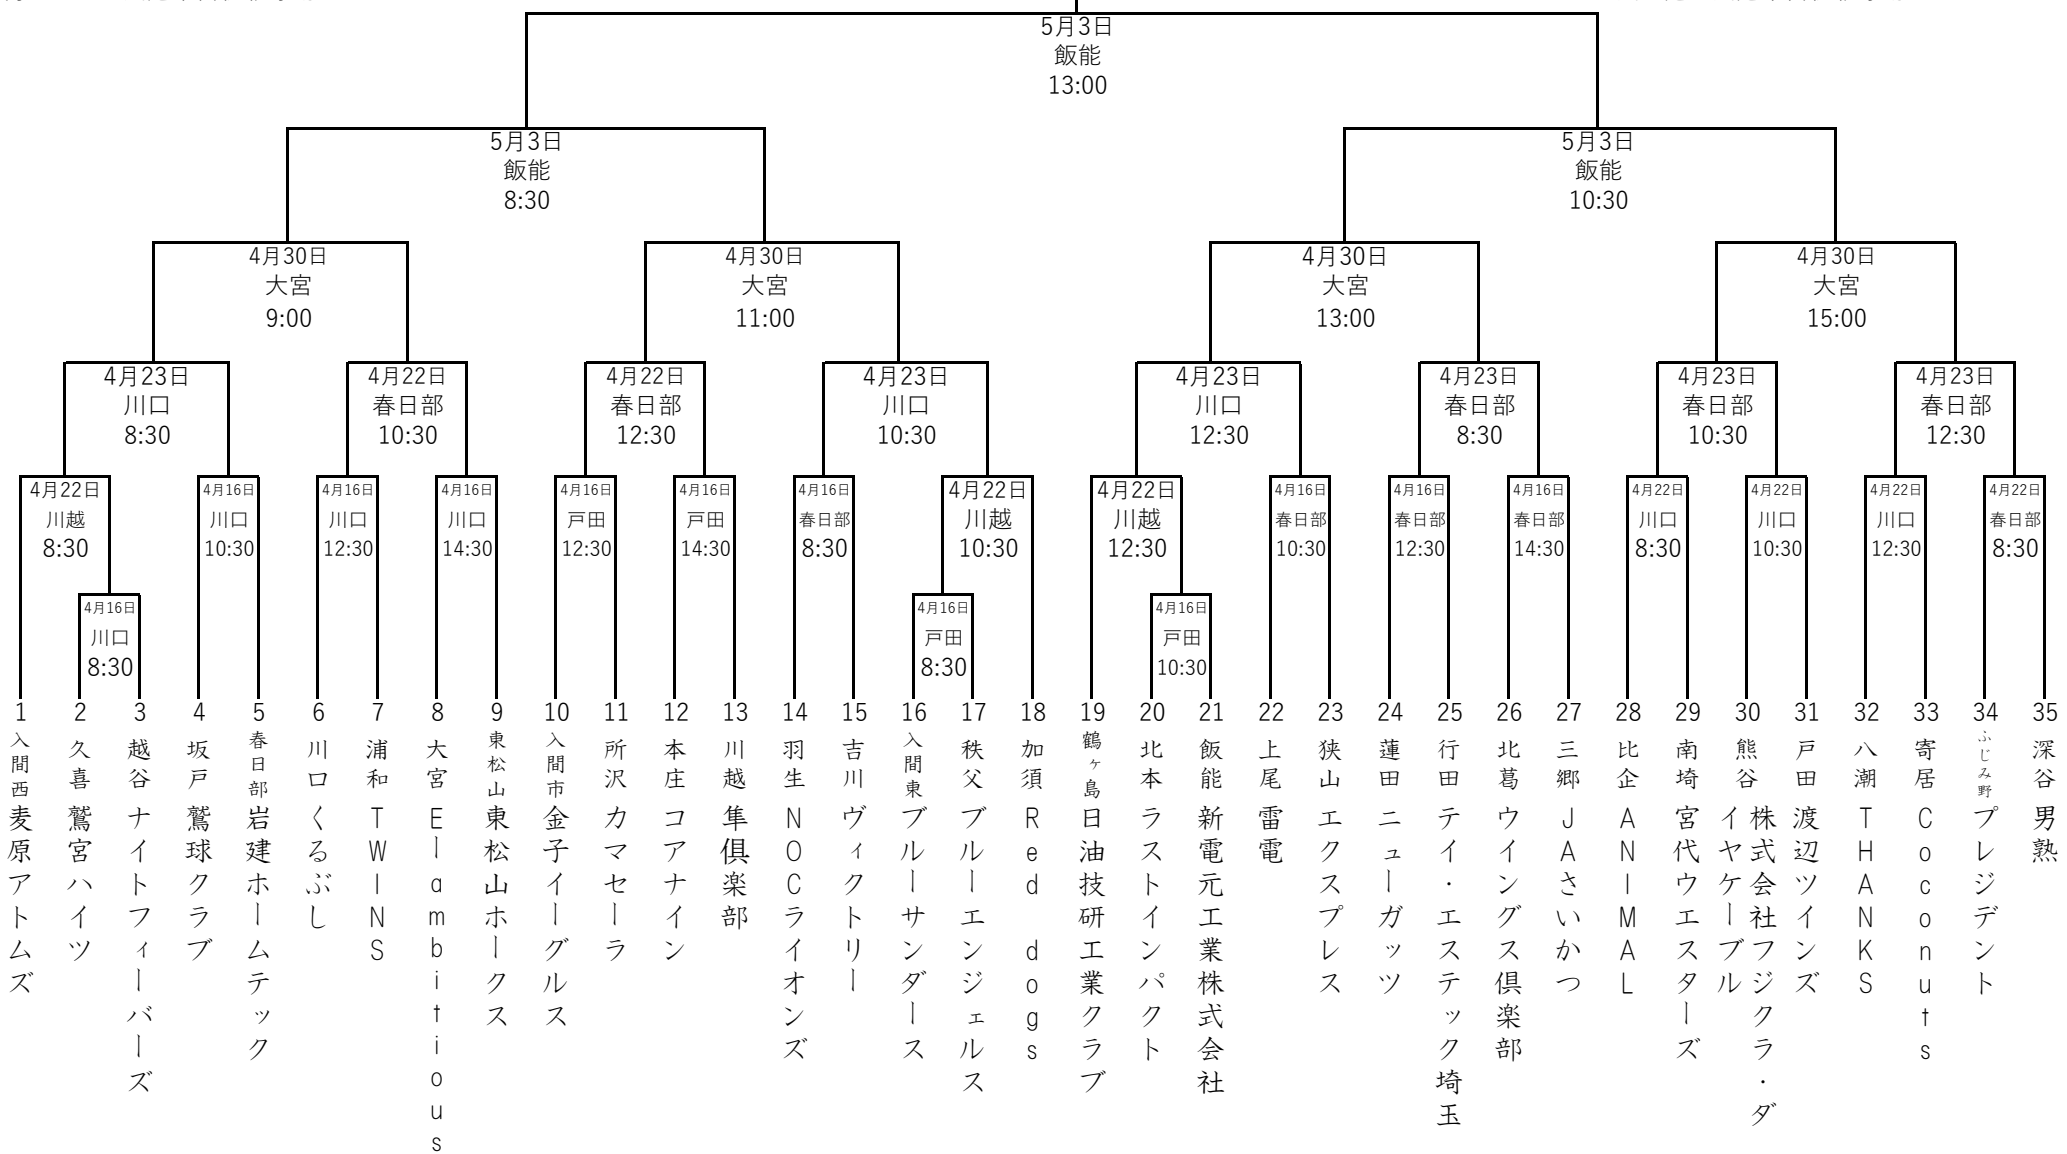 5月3日
飯能
13:00
5月3日
飯能
8:30
5月3日
飯能
10:30
4月30日
大宮
9:00
4月30日
大宮
11:00
4月30日
大宮
13:00
4月30日
大宮
15:00
4月23日
川口
8:30
4月22日
春日部
10:30
4月22日
春日部
12:30
4月23日
川口
10:30
4月23日
川口
12:30
4月23日
春日部
8:30
4月23日
春日部
10:30
4月23日
春日部
12:30
4月22日
川越
8:30
4月16日
川口
10:30
4月16日
川口
12:30
4月16日
川口
14:30
4月16日
戸田
12:30
4月16日
戸田
14:30
4月16日
春日部
8:30
4月22日
川越
10:30
4月22日
川越
12:30
4月16日
春日部
10:30
4月16日
春日部
12:30
4月16日
春日部
14:30
4月22日
川口
8:30
4月22日
川口
10:30
4月22日
川口
12:30
4月22日
春日部
8:30
4月16日
川口
8:30
4月16日
戸田
8:30
4月16日
戸田
10:30
1 入間西 麦原アトムズ
2 久喜 鷲宮ハイツ
3 越谷 ナイトフィーバーズ
4 坂戸 鷲球クラブ
5 春日部 岩建ホームテック
6 川口 くるぶし
7 浦和 TWINS
8 大宮 Elambitious
9 東松山 東松山ホークス
10 入間市 金子イーグルス
11 所沢 カマセーラ
12 本庄 コアナイン
13 川越 隼倶楽部
14 羽生 NOCライオンズ
15 吉川 ヴィクトリー
16 入間東 ブルーサンダース
17 秩父 ブルーエンジェルス
18 加須 Red dogs
19 鶴ヶ島 日油技研工業クラブ
20 北本 ラストインパクト
21 飯能 新電元工業株式会社
22 上尾 雷電
23 狭山 エクスプレス
24 蓮田 ニューガッツ
25 行田 テイ・エステック埼玉
26 北葛 ウイングス倶楽部
27 三郷 JAさいかつ
28 比企 ANIMAL
29 南埼 宮代ウエスターズ
30 熊谷 株式会社フジクラ・ダ
イヤケーブル
31 戸田 渡辺ツインズ
32 八潮 THANKS
33 寄居 Coconuts
34 ふじみ野 プレジデント
35 深谷 男熟